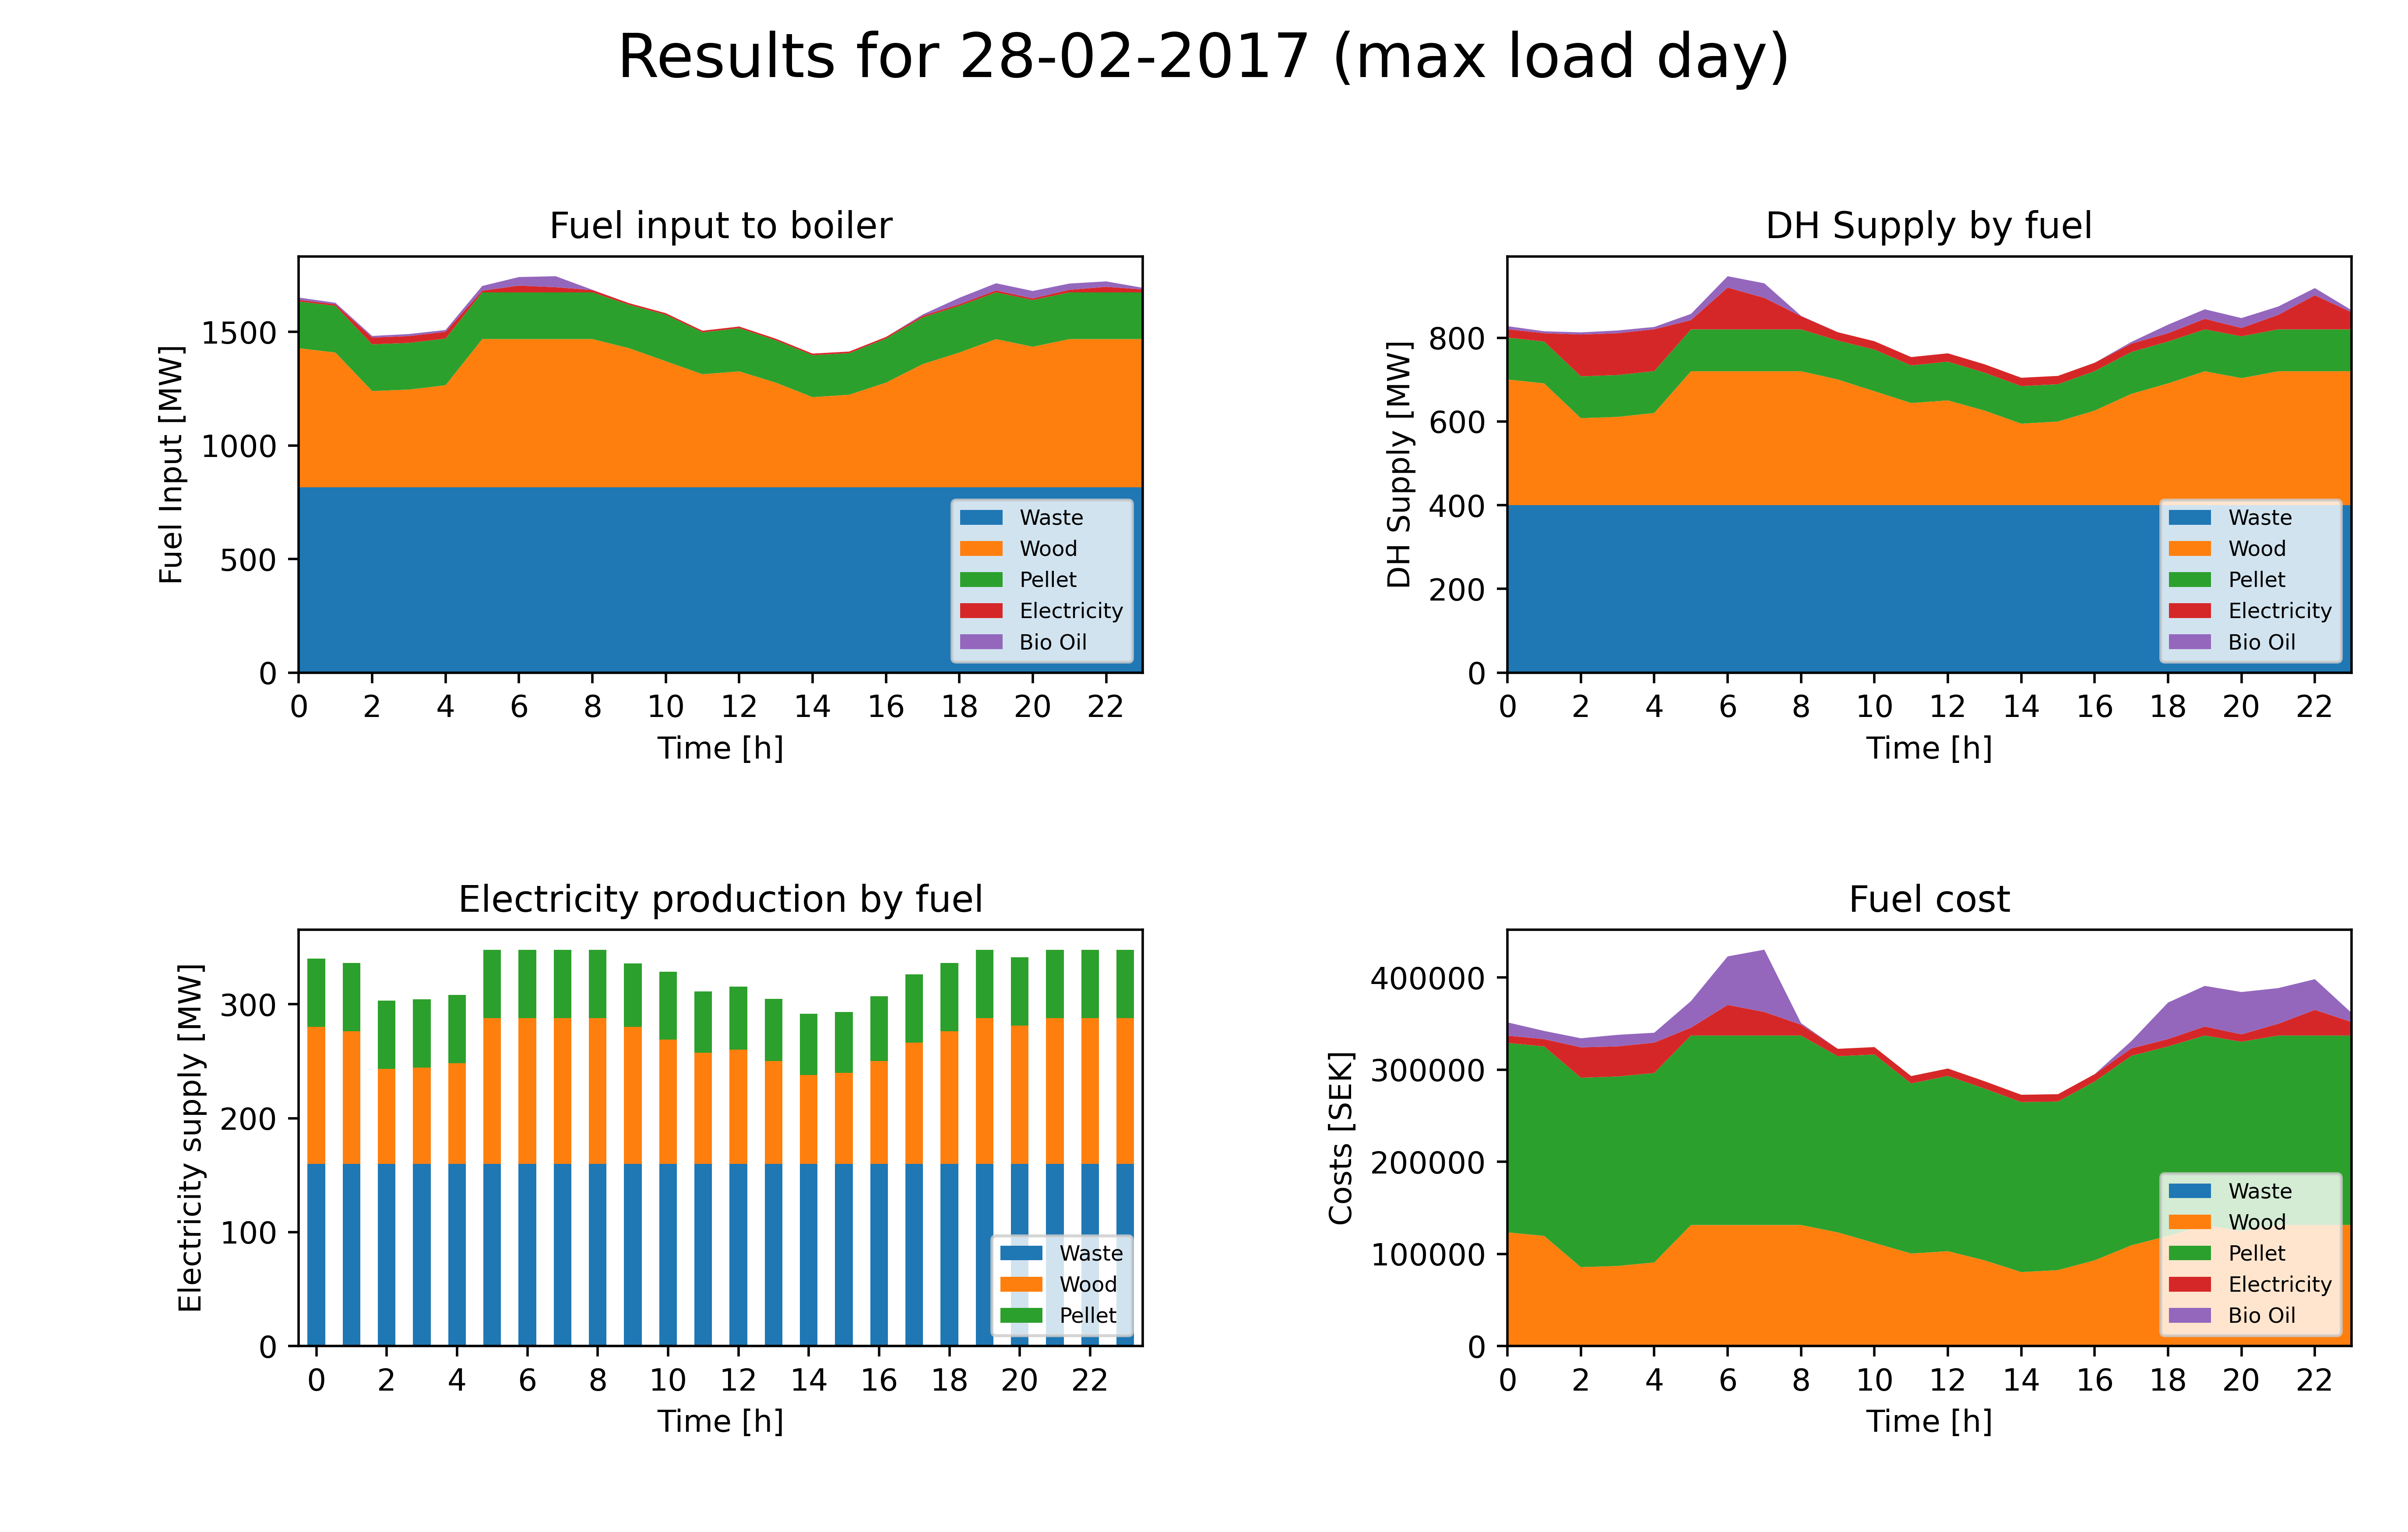 Results for 28-02-2017 (max load day)
Fuel input to boiler
Fuel Input [MW]
1500
1000
500
0
0 2 4 6 8 10 12 14 16 18 20 22
Time [h]
Waste
Wood
Pellet
Electricity
Bio Oil
DH Supply by fuel
DH Supply [MW]
800
600
400
200
0
0 2 4 6 8 10 12 14 16 18 20 22
Time [h]
Waste
Wood
Pellet
Electricity
Bio Oil
Electricity production by fuel
Electricity supply [MW]
300
200
100
0
0 2 4 6 8 10 12 14 16 18 20 22
Time [h]
Waste
Wood
Pellet
Fuel cost
Costs [SEK]
400000
300000
200000
100000
0
0 2 4 6 8 10 12 14 16 18 20 22
Time [h]
Waste
Wood
Pellet
Electricity
Bio Oil